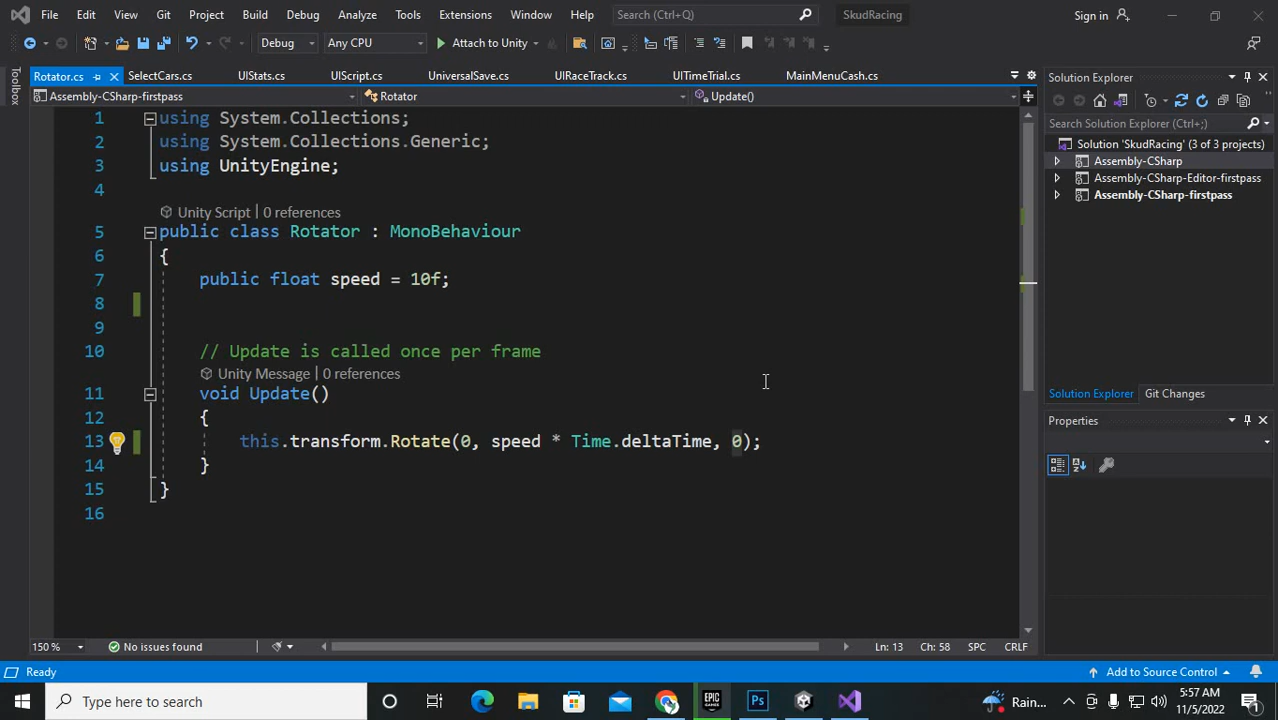 File Edit View Git Project Build Debug Analyze Tools Extensions Window Help Search (Ctrl+Q) SkudRacing Sign in
Debug Any CPU Attach to Unity
Toolbox
Rotator.cs SelectCars.cs UIStats.cs UIScript.cs UniversalSave.cs UIRaceTrack.cs UITimeTrial.cs MainMenuCash.cs
Assembly-CSharp-firstpass Rotator Update()
1 using System.Collections;
2 using System.Collections.Generic;
3 using UnityEngine;
4
Unity Script | 0 references
5 public class Rotator : MonoBehaviour
6 {
7 public float speed = 10f;
8
9
10 // Update is called once per frame
Unity Message | 0 references
11 void Update()
12 {
13 this.transform.Rotate(0, speed * Time.deltaTime, 0);
14 }
15 }
16
150 % No issues found Ln: 13 Ch: 58 SPC CRLF
Solution Explorer
Search Solution Explorer (Ctrl+;)
Solution 'SkudRacing' (3 of 3 projects)
Assembly-CSharp
Assembly-CSharp-Editor-firstpass
Assembly-CSharp-firstpass
Solution Explorer Git Changes
Properties
Ready Add to Source Control
Type here to search EPIC GAMES Ps Rain... 5:57 AM
11/5/2022 1